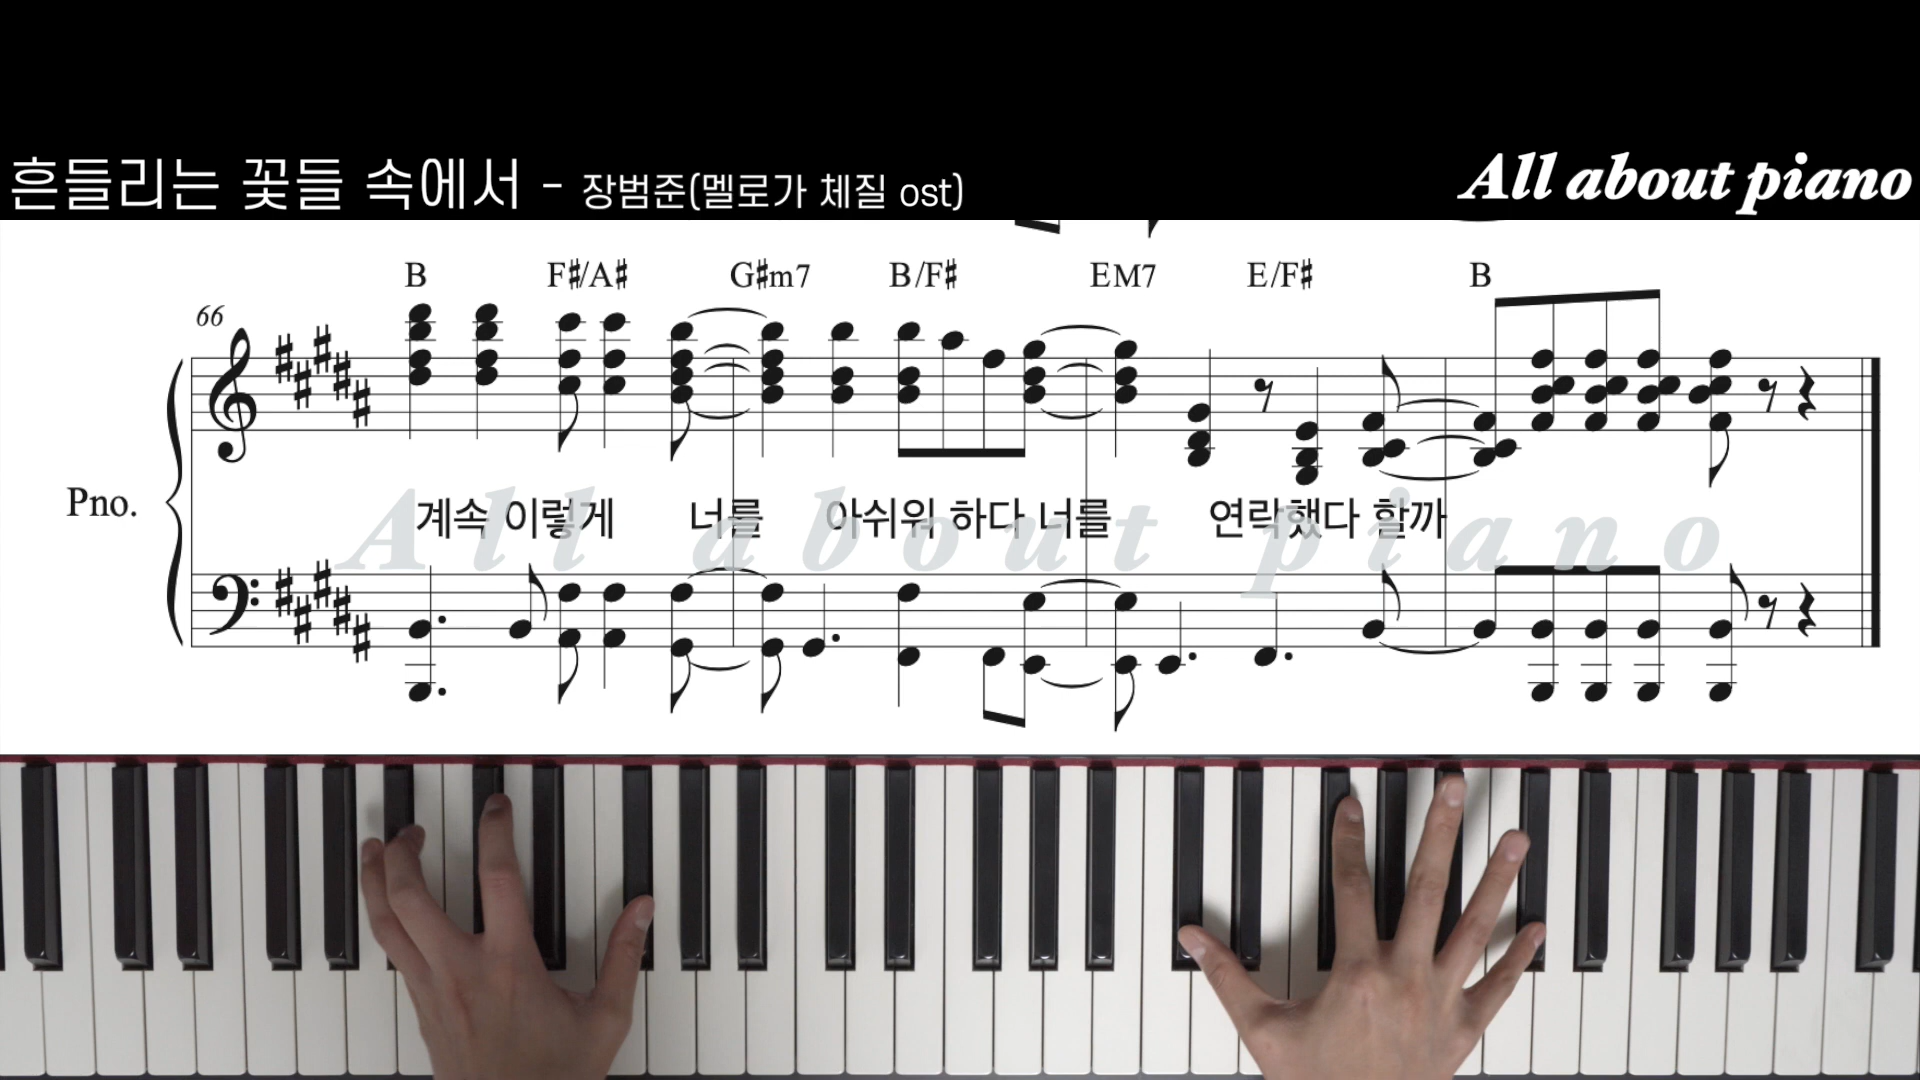 흔들리는 꽃들 속에서 - 장범준(멜로가 체질 ost)
All about piano
B F#/A# G#m7 B/F# EM7 E/F# B
66
Pno.
계속 이렇게 너를 아쉬워 하다 너를 연락했다 할까
All about piano